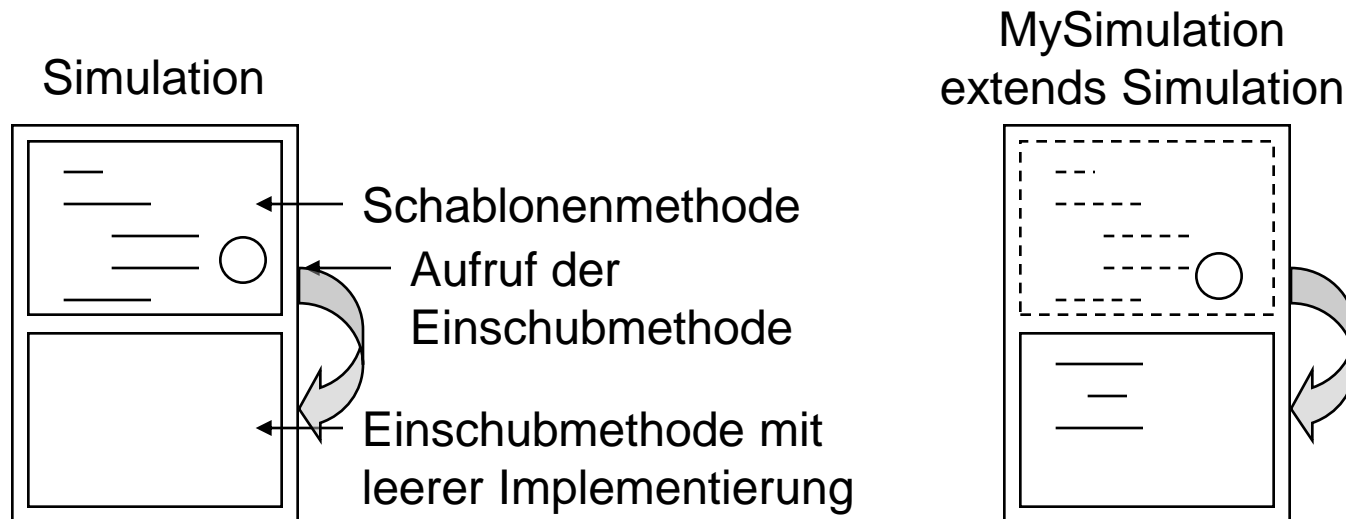 Simulation
MySimulation
extends Simulation
Schablonenmethode
Aufruf der
Einschubmethode
Einschubmethode mit
leerer Implementierung